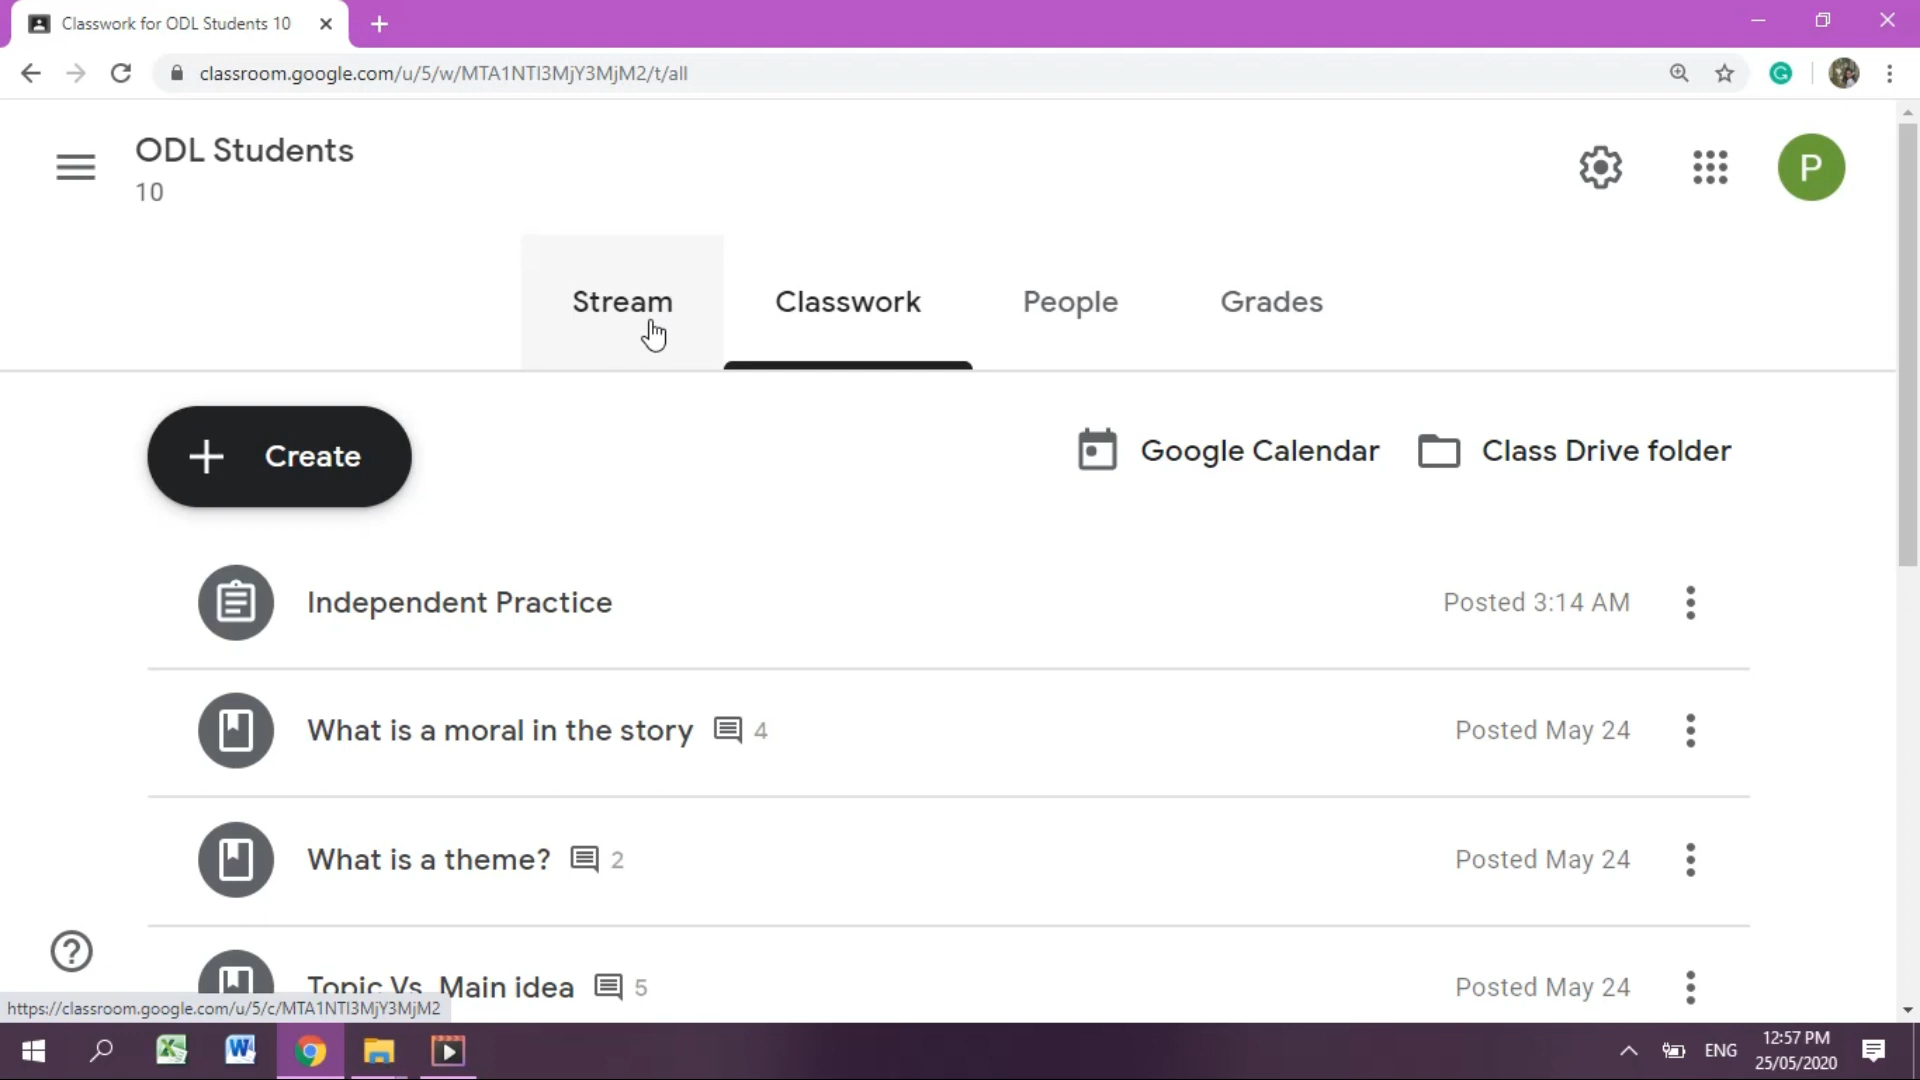 Classwork for ODL Students 10
classroom.google.com/u/5/w/MTA1NTI3MjY3MjM2/t/all
ODL Students
10
P
Stream
Classwork
People
Grades
Create
Google Calendar
Class Drive folder
Independent Practice
Posted 3:14 AM
What is a moral in the story 4
Posted May 24
What is a theme? 2
Posted May 24
Topic Vs. Main idea 5
Posted May 24
https://classroom.google.com/u/5/c/MTA1NTI3MjY3MjM2
ENG
12:57 PM
25/05/2020